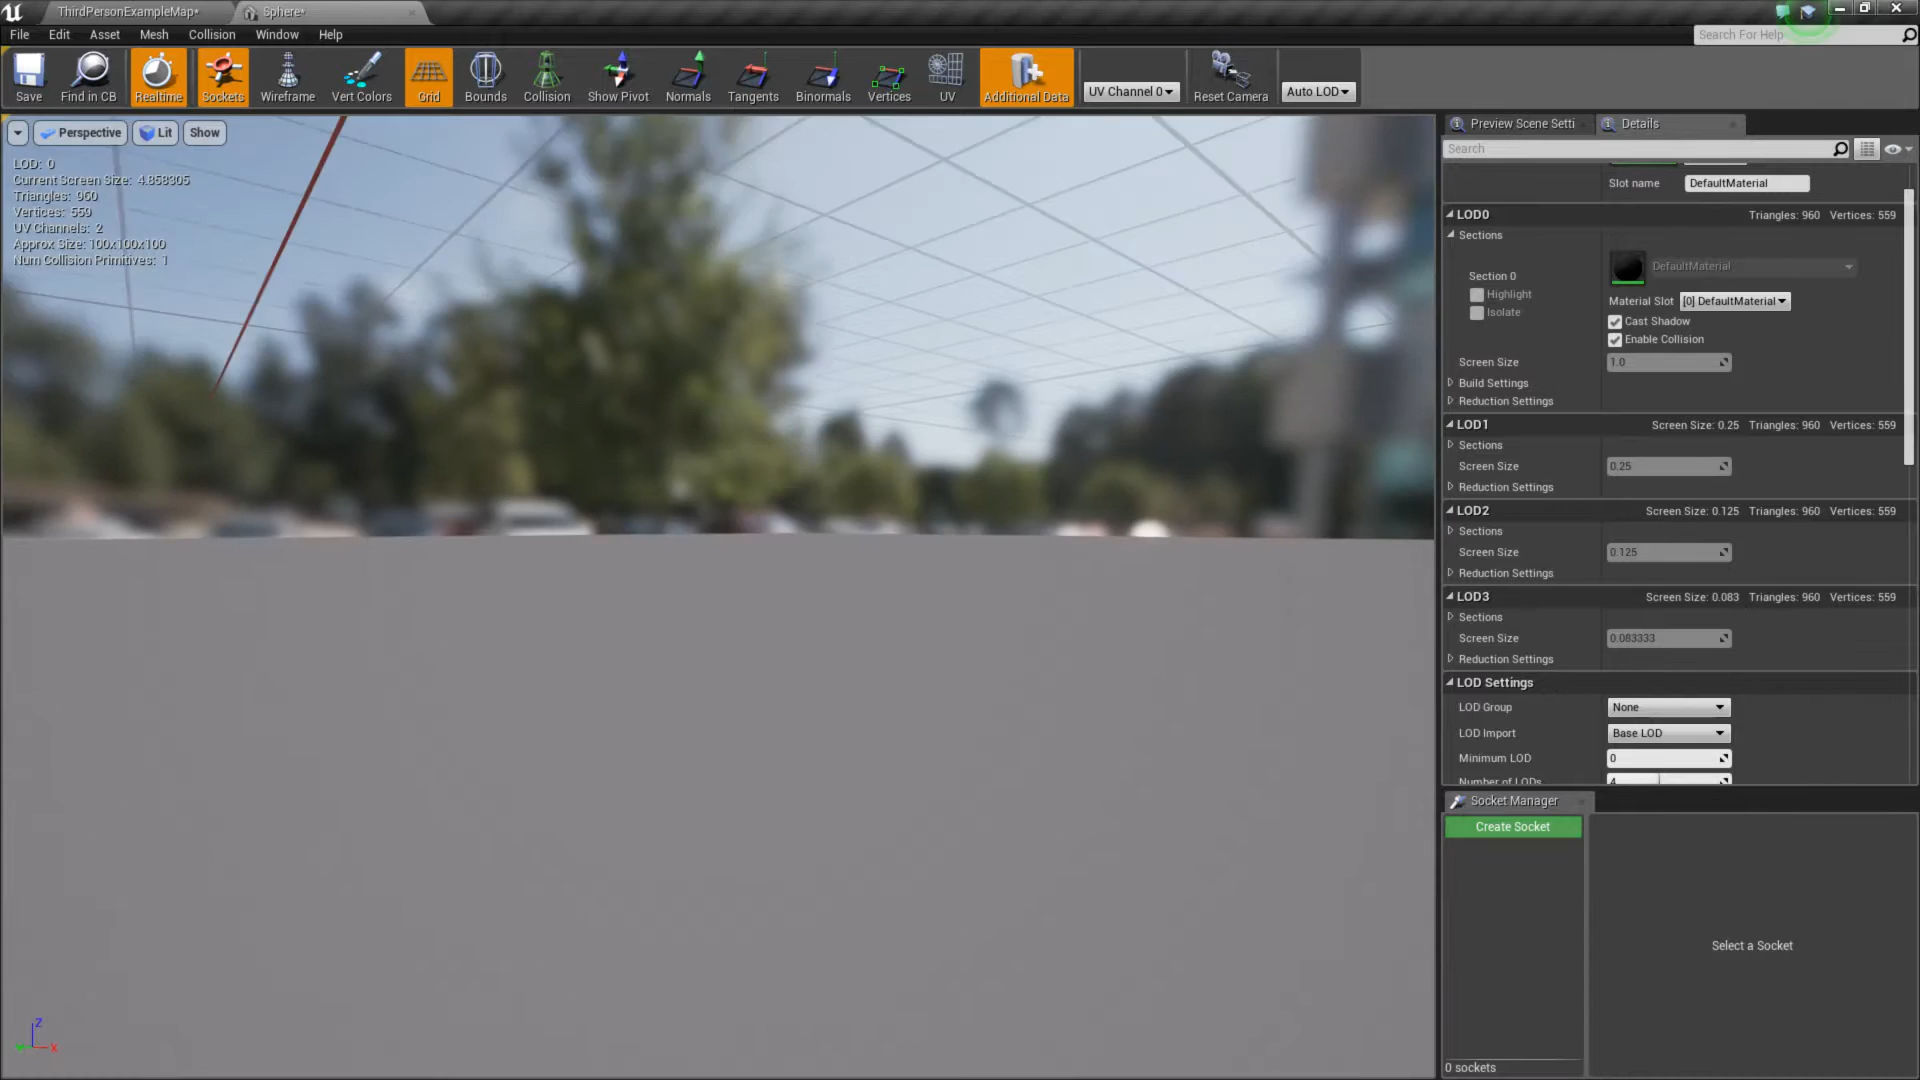 ThirdPersonExampleMap*
Sphere*
File Edit Asset Mesh Collision Window Help
Search For Help
Save Find in CB Realtime Sockets Wireframe Vert Colors Grid Bounds Collision Show Pivot Normals Tangents Binormals Vertices UV Additional Data UV Channel 0 Reset Camera Auto LOD
Perspective Lit Show
LOD: 0
Current Screen Size: 4.858305
Triangles: 960
Vertices: 559
UV Channels: 2
Approx Size: 100x100x100
Num Collision Primitives: 1
Z
X
Preview Scene Setti Details
Search
Slot name DefaultMaterial
LOD0 Triangles: 960 Vertices: 559
Sections
Section 0 DefaultMaterial
Highlight
Isolate
Material Slot [0] DefaultMaterial
Cast Shadow
Enable Collision
Screen Size 1.0
Build Settings
Reduction Settings
LOD1 Screen Size: 0.25 Triangles: 960 Vertices: 559
Sections
Screen Size 0.25
Reduction Settings
LOD2 Screen Size: 0.125 Triangles: 960 Vertices: 559
Sections
Screen Size 0.125
Reduction Settings
LOD3 Screen Size: 0.083 Triangles: 960 Vertices: 559
Sections
Screen Size 0.083333
Reduction Settings
LOD Settings
LOD Group None
LOD Import Base LOD
Minimum LOD 0
Number of LODs 4
Socket Manager
Create Socket
Select a Socket
0 sockets